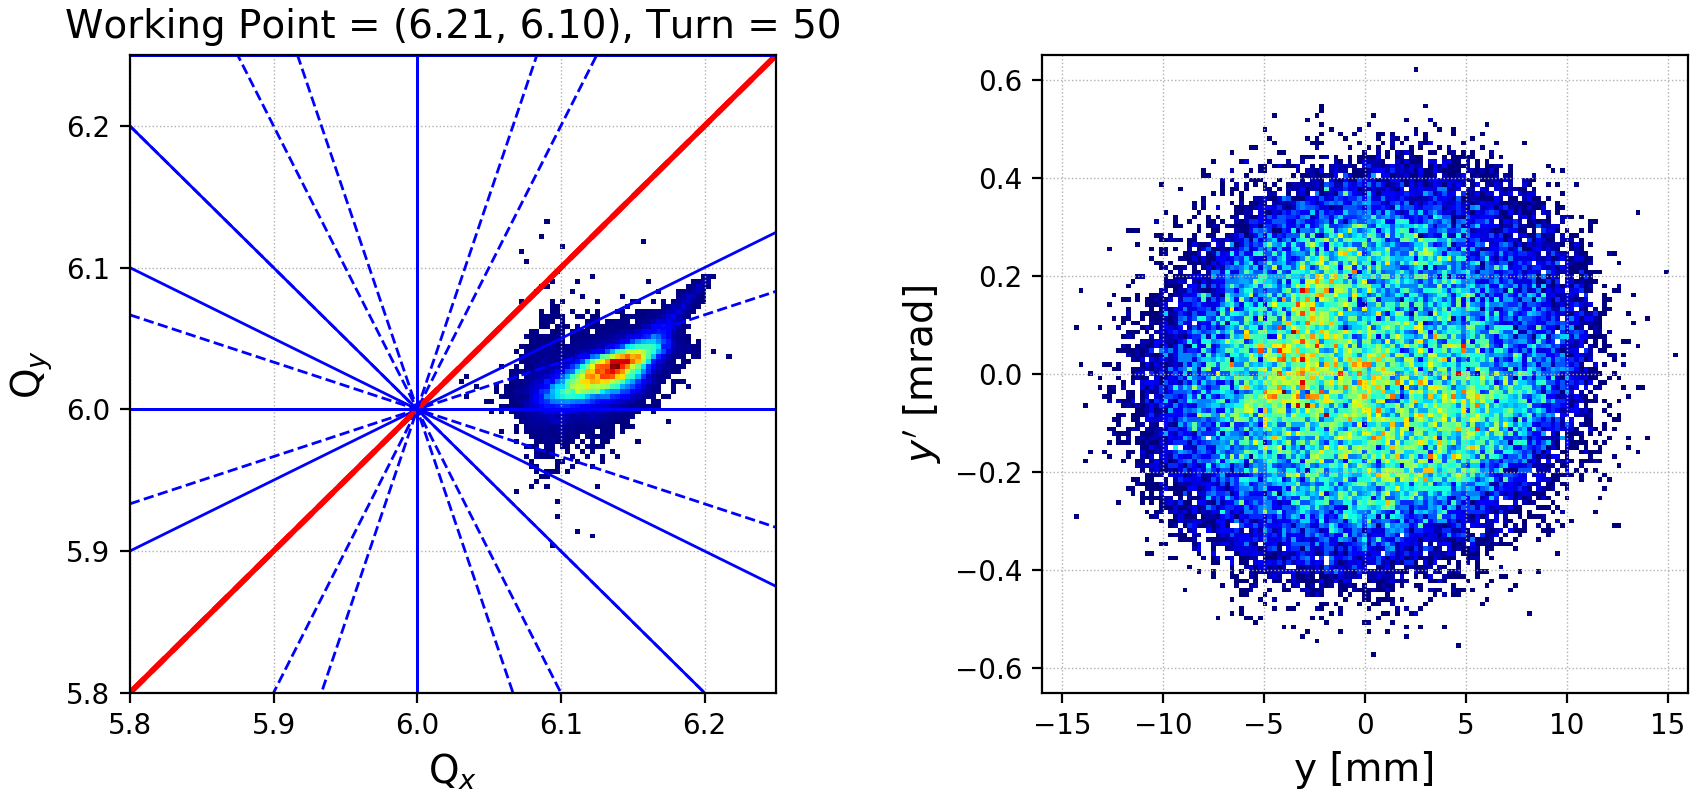 Working Point = (6.21, 6.10), Turn = 50
6.2
6.1
6.0
5.9
5.8
Q_y
5.8 5.9 6.0 6.1 6.2
Q_x
0.6
0.4
0.2
0.0
−0.2
−0.4
−0.6
y′ [mrad]
−15 −10 −5 0 5 10 15
y [mm]